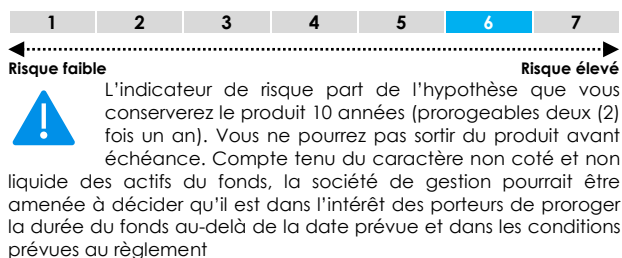 1 2 3 4 5 6 7
Risque faible Risque élevé
L'indicateur de risque part de l'hypothèse que vous
conserverez le produit 10 années (prorogeables deux (2)
fois un an). Vous ne pourrez pas sortir du produit avant
échéance. Compte tenu du caractère non coté et non
liquide des actifs du fonds, la société de gestion pourrait être
amenée à décider qu'il est dans l'intérêt des porteurs de proroger
la durée du fonds au-delà de la date prévue et dans les conditions
prévues au règlement